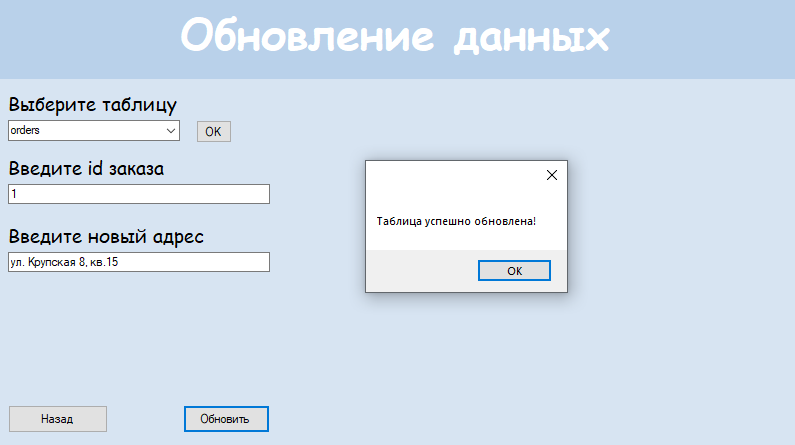 Обновление данных
Выберите таблицу
orders
OK
Введите id заказа
1
Введите новый адрес
ул. Крупская 8, кв.15
Таблица успешно обновлена!
OK
Назад
Обновить